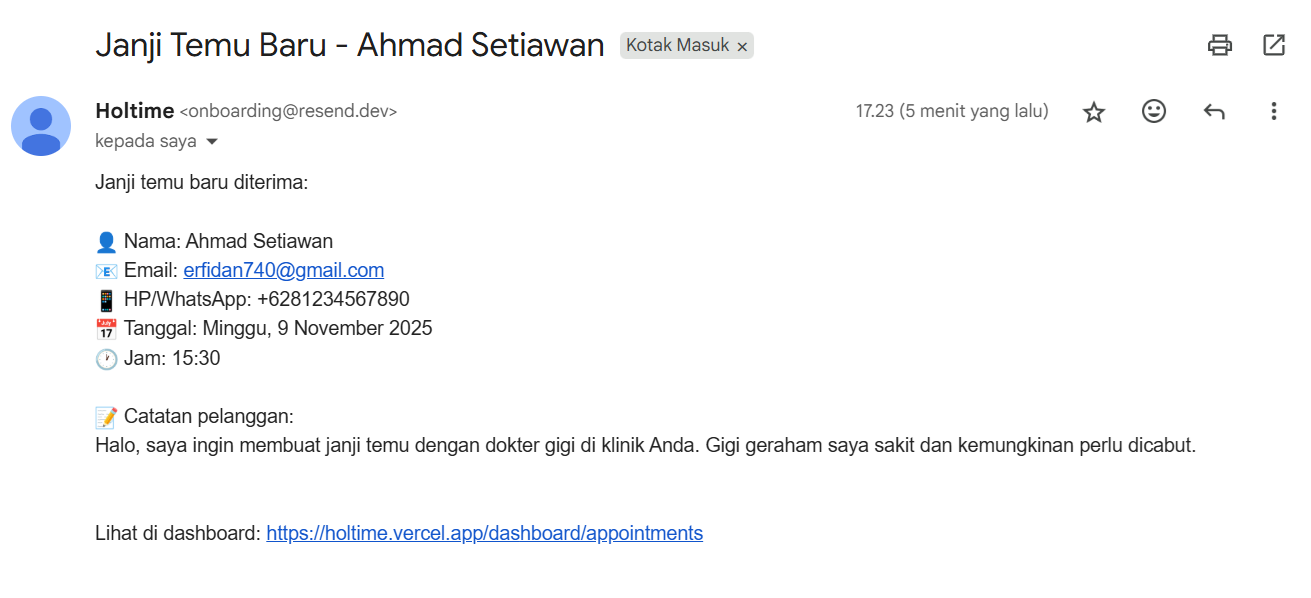 Janji Temu Baru - Ahmad Setiawan Kotak Masuk ×
Holtime <onboarding@resend.dev> 17.23 (5 menit yang lalu)
kepada saya
Janji temu baru diterima:
👤 Nama: Ahmad Setiawan
📧 Email: erfidan740@gmail.com
📱 HP/WhatsApp: +6281234567890
📅 Tanggal: Minggu, 9 November 2025
🕐 Jam: 15:30
📝 Catatan pelanggan:
Halo, saya ingin membuat janji temu dengan dokter gigi di klinik Anda. Gigi geraham saya sakit dan kemungkinan perlu dicabut.
Lihat di dashboard: https://holtime.vercel.app/dashboard/appointments